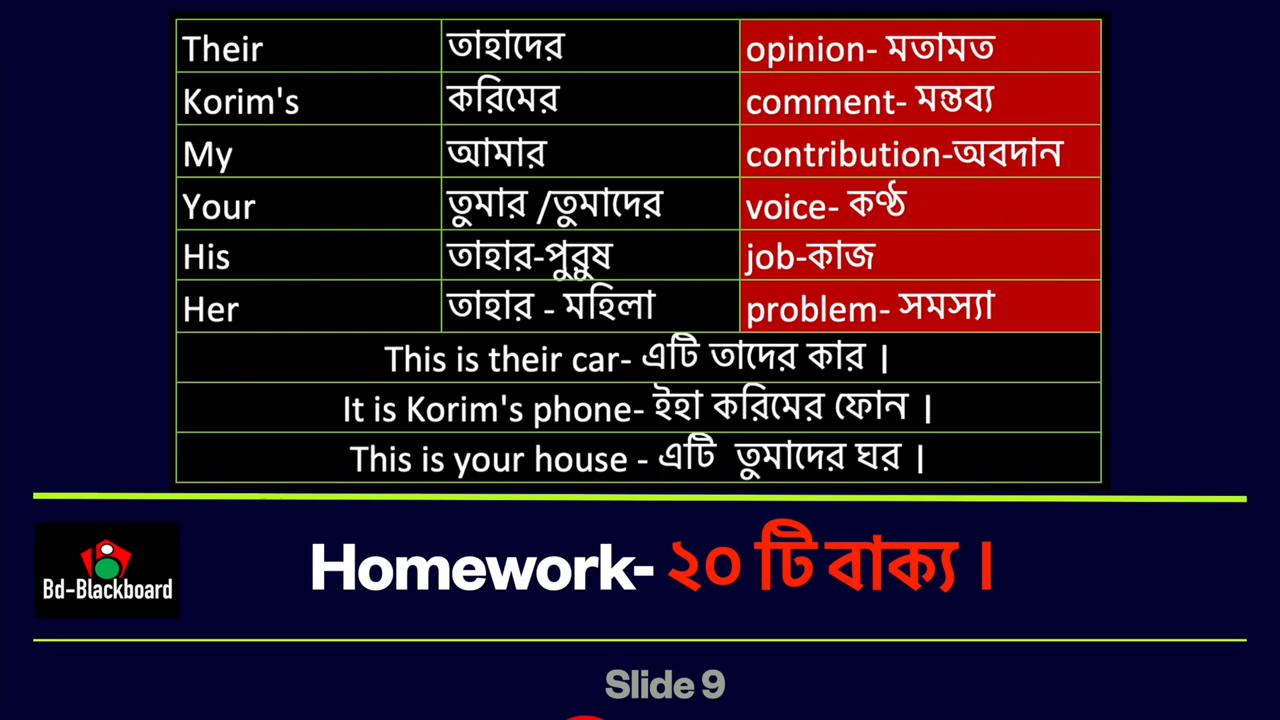 Their তাহাদের opinion- মতামত
Korim's করিমের comment- মন্তব্য
My আমার contribution-অবদান
Your তুমার /তুমাদের voice- কণ্ঠ
His তাহার-পুরুষ job-কাজ
Her তাহার - মহিলা problem- সমস্যা
This is their car- এটি তাদের কার ।
It is Korim's phone- ইহা করিমের ফোন ।
This is your house - এটি তুমাদের ঘর ।
Homework- ২০ টি বাক্য ।
Bd-Blackboard
Slide 9